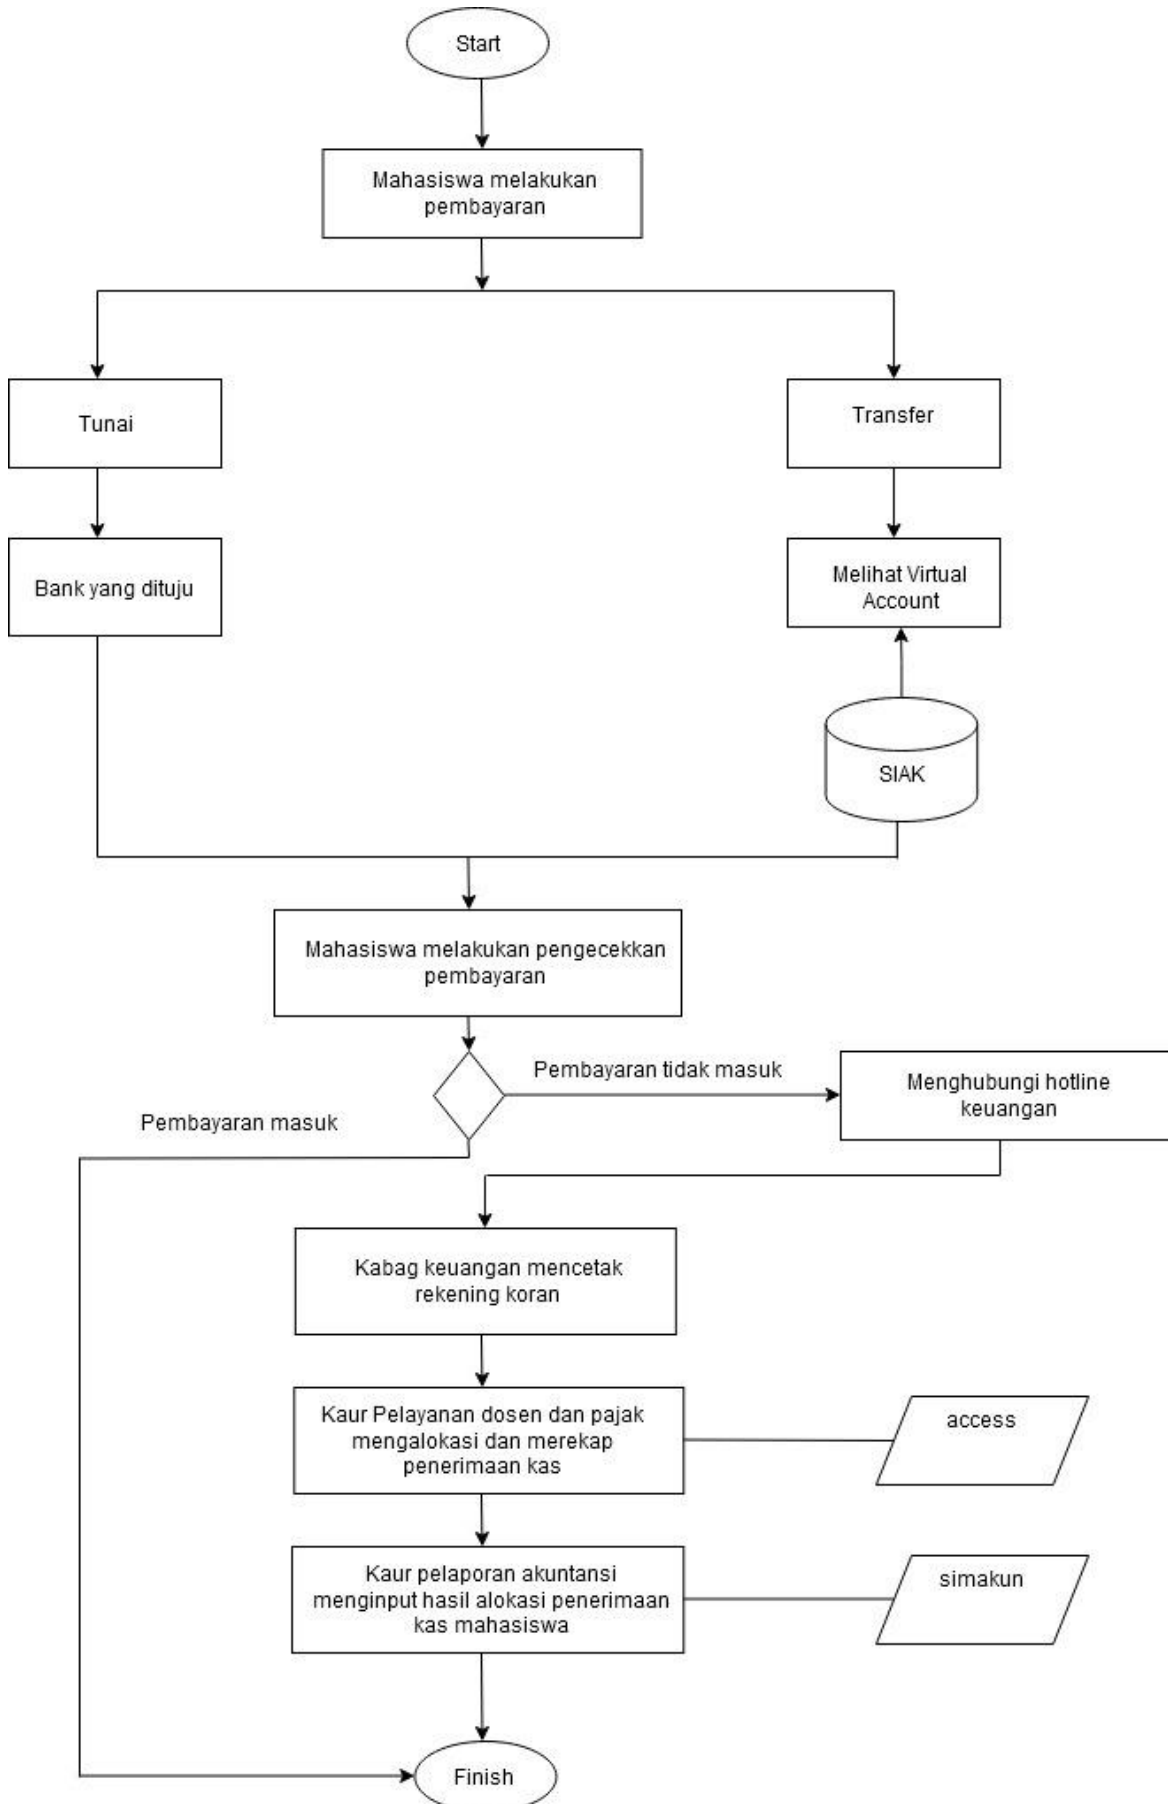 Start
Mahasiswa melakukan
pembayaran
Tunai
Transfer
Bank yang dituju
Melihat Virtual
Account
SIAK
Mahasiswa melakukan pengecekkan
pembayaran
Pembayaran tidak masuk
Menghubungi hotline
keuangan
Pembayaran masuk
Kabag keuangan mencetak
rekening koran
Kaur Pelayanan dosen dan pajak
mengalokasi dan merekap
penerimaan kas
access
Kaur pelaporan akuntansi
menginput hasil alokasi penerimaan
kas mahasiswa
simakun
Finish